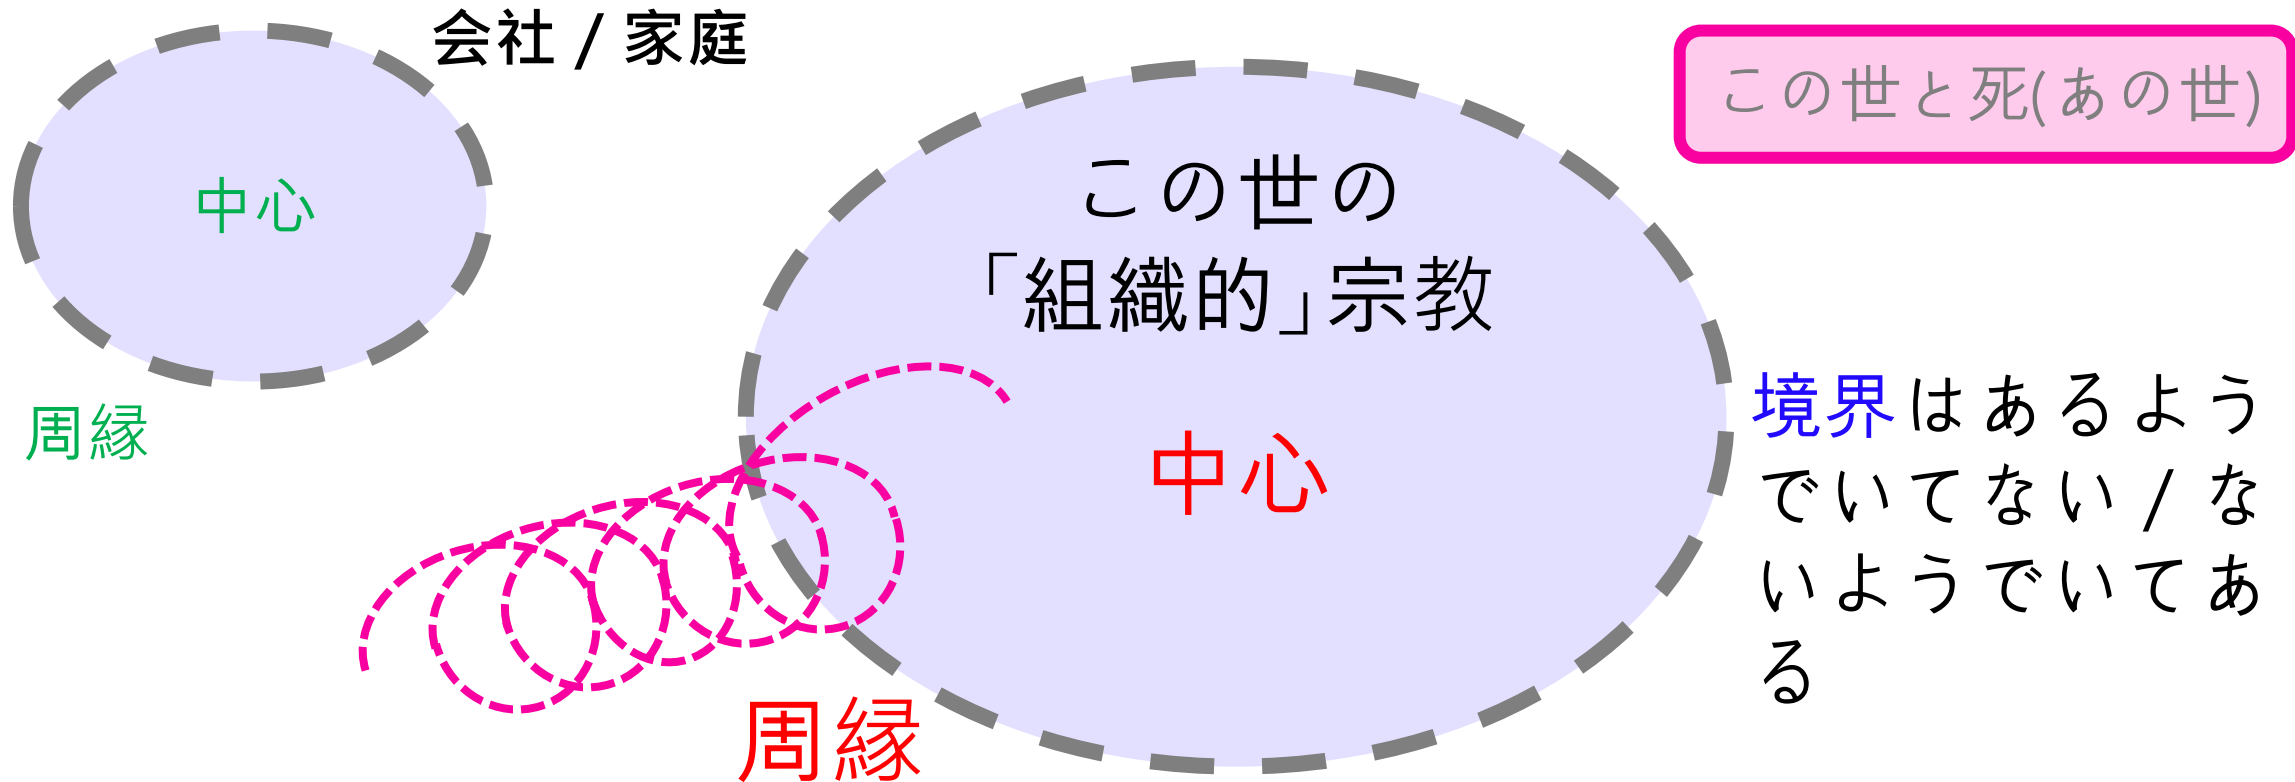 会社/家庭
中心
周縁
この世と死(あの世)
この世の
「組織的」宗教
中心
周縁
境界はあるよう
でいてない/な
いようでいてあ
る